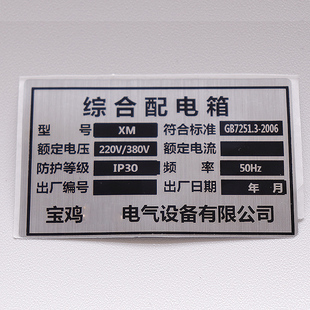 综合配电箱
型 号 XM 符合标准 GB7251.3-2006
额定电压 220V/380V 额定电流
防护等级 IP30 频 率 50Hz
出厂编号 出厂日期 年 月
宝鸡 电气设备有限公司